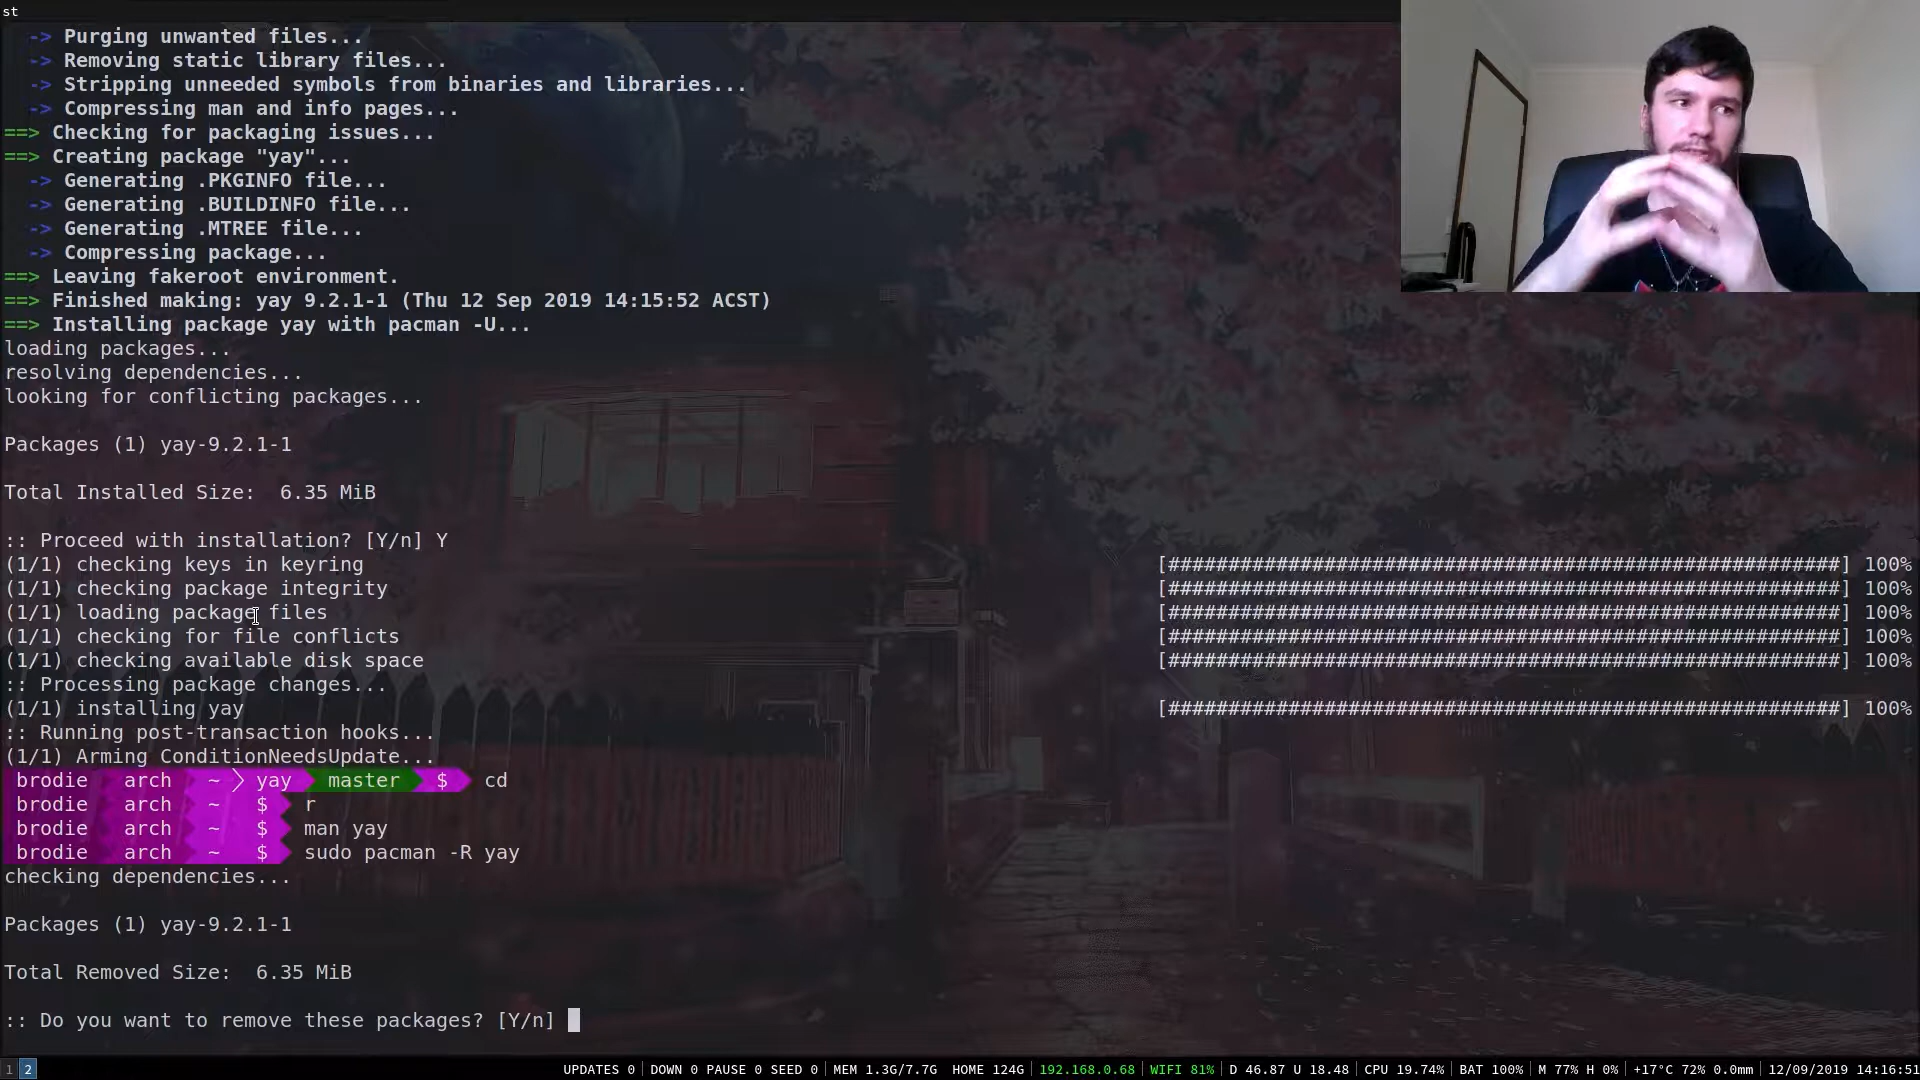 st
-> Purging unwanted files...
-> Removing static library files...
-> Stripping unneeded symbols from binaries and libraries...
-> Compressing man and info pages...
==> Checking for packaging issues...
==> Creating package "yay"...
-> Generating .PKGINFO file...
-> Generating .BUILDINFO file...
-> Generating .MTREE file...
-> Compressing package...
==> Leaving fakeroot environment.
==> Finished making: yay 9.2.1-1 (Thu 12 Sep 2019 14:15:52 ACST)
==> Installing package yay with pacman -U...
loading packages...
resolving dependencies...
looking for conflicting packages...
Packages (1) yay-9.2.1-1
Total Installed Size:  6.35 MiB
:: Proceed with installation? [Y/n] Y
(1/1) checking keys in keyring [########################################################] 100%
(1/1) checking package integrity [########################################################] 100%
(1/1) loading package files [########################################################] 100%
(1/1) checking for file conflicts [########################################################] 100%
(1/1) checking available disk space [########################################################] 100%
:: Processing package changes...
(1/1) installing yay [########################################################] 100%
:: Running post-transaction hooks...
(1/1) Arming ConditionNeedsUpdate...
brodie arch ~ yay master $ cd
brodie arch ~ $ r
brodie arch ~ $ man yay
brodie arch ~ $ sudo pacman -R yay
checking dependencies...
Packages (1) yay-9.2.1-1
Total Removed Size:  6.35 MiB
:: Do you want to remove these packages? [Y/n]
1 2 UPDATES 0 | DOWN 0 PAUSE 0 SEED 0 | MEM 1.3G/7.7G HOME 124G | 192.168.0.68 | WIFI 81% | D 46.87 U 18.48 | CPU 19.74% | BAT 100% | M 77% H 0% | +17°C 72% 0.0mm | 12/09/2019 14:16:51